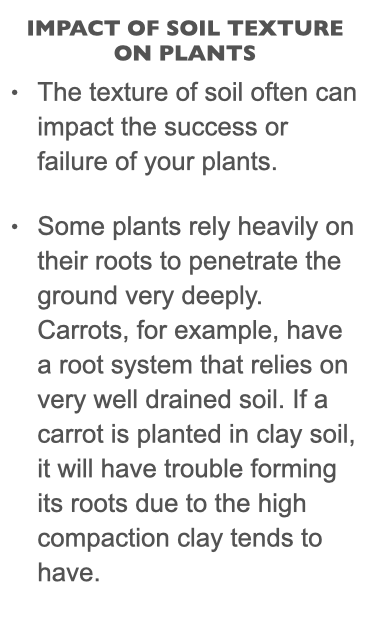 IMPACT OF SOIL TEXTURE
ON PLANTS
• The texture of soil often can
impact the success or
failure of your plants.
• Some plants rely heavily on
their roots to penetrate the
ground very deeply.
Carrots, for example, have
a root system that relies on
very well drained soil. If a
carrot is planted in clay soil,
it will have trouble forming
its roots due to the high
compaction clay tends to
have.